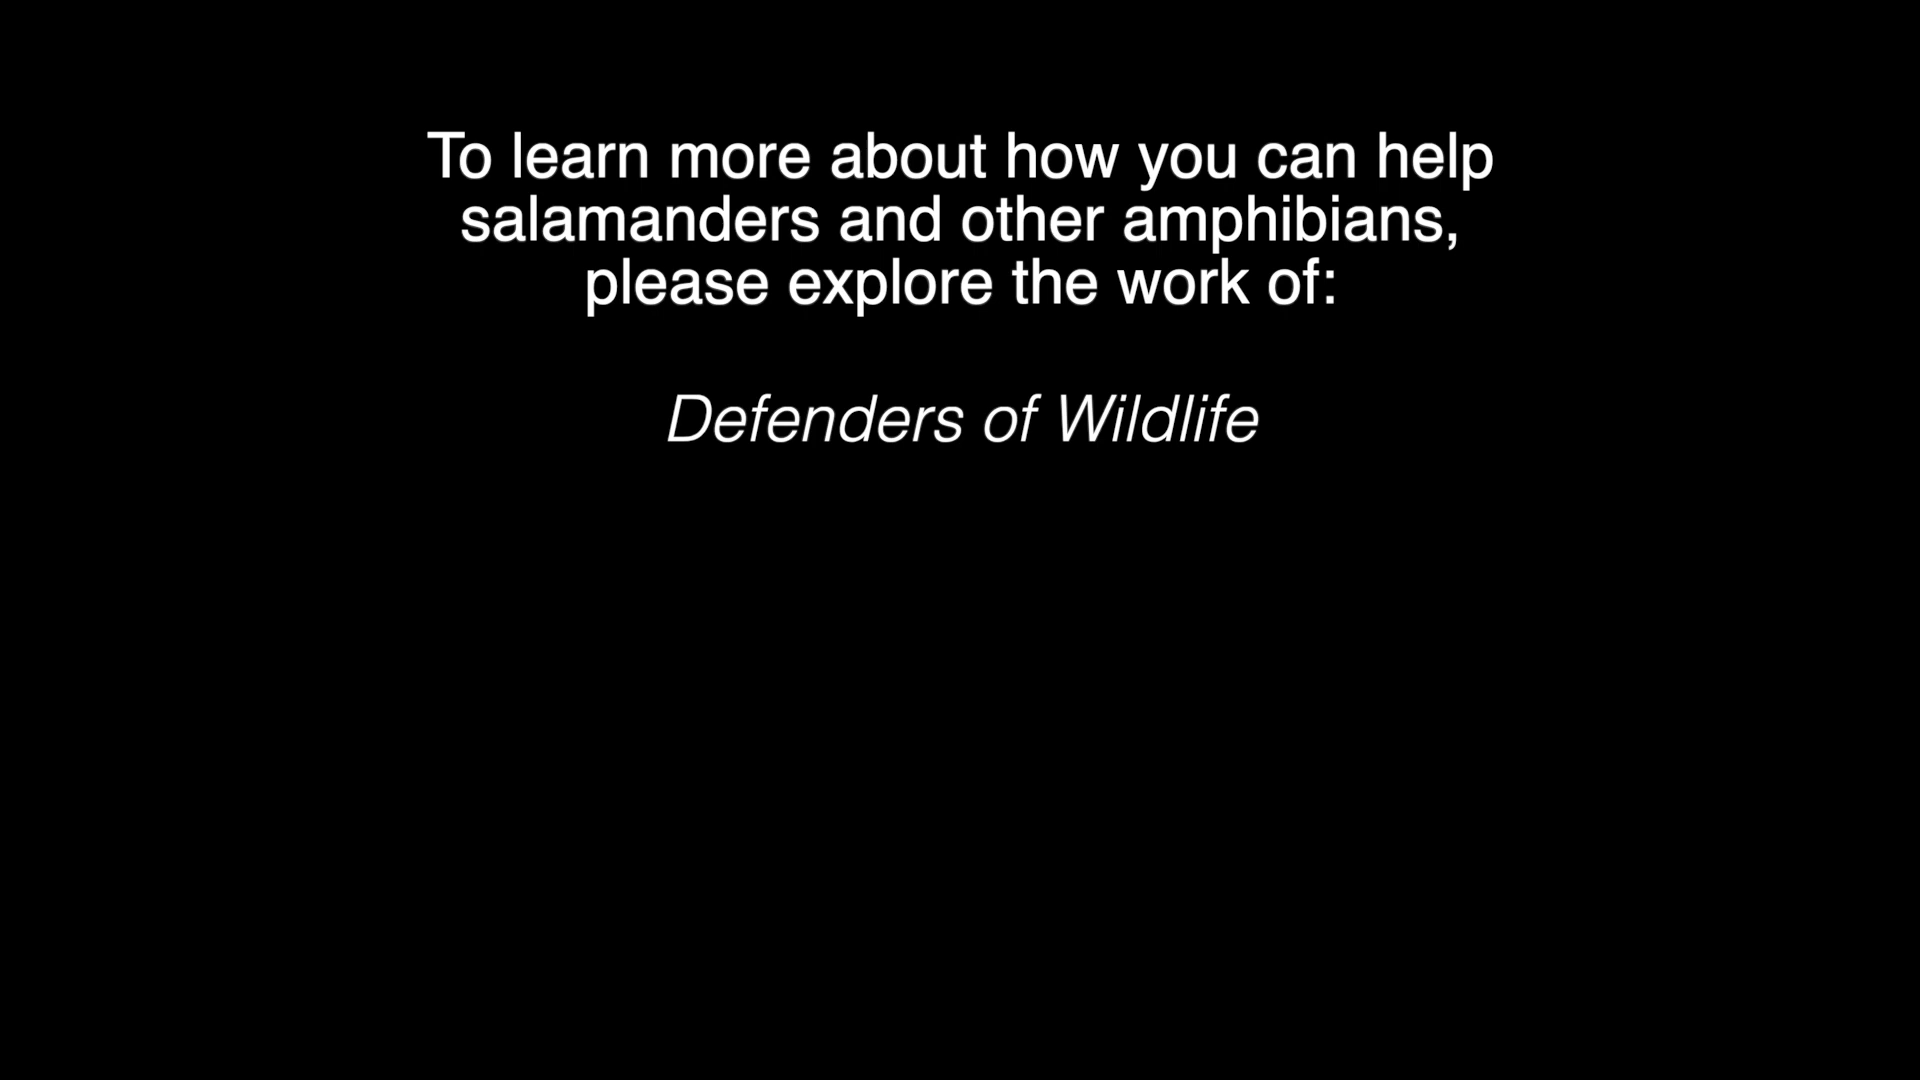 To learn more about how you can help
salamanders and other amphibians,
please explore the work of:
Defenders of Wildlife